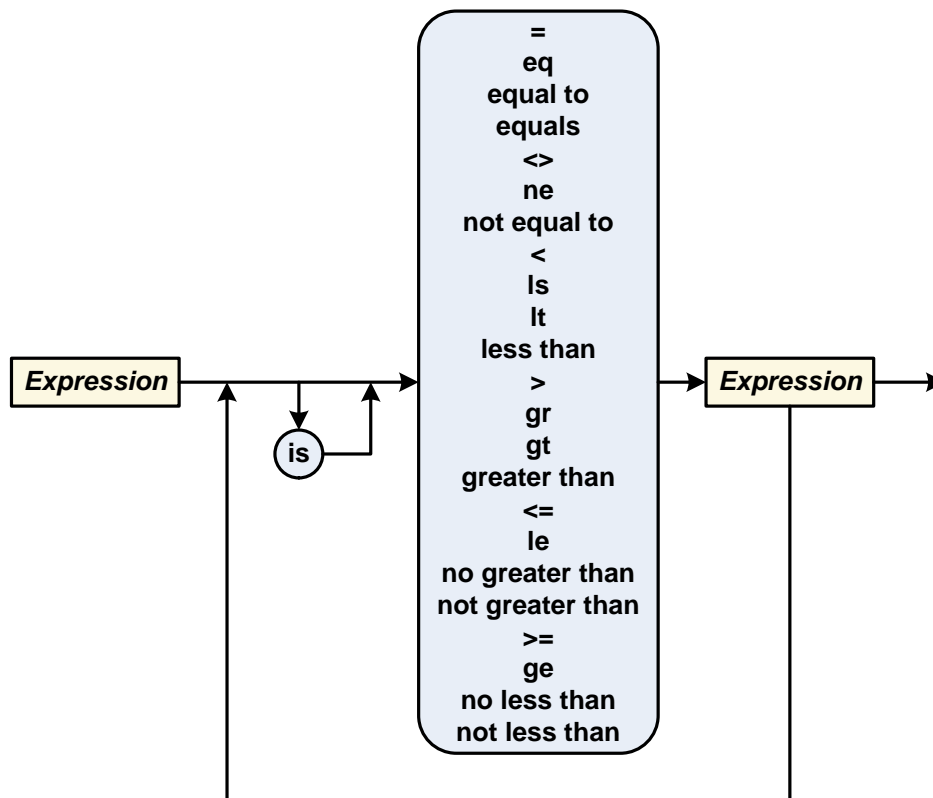 =
eq
equal to
equals
<>
ne
not equal to
<
ls
lt
less than
>
gr
gt
greater than
<=
le
no greater than
not greater than
>=
ge
no less than
not less than
Expression
is
Expression